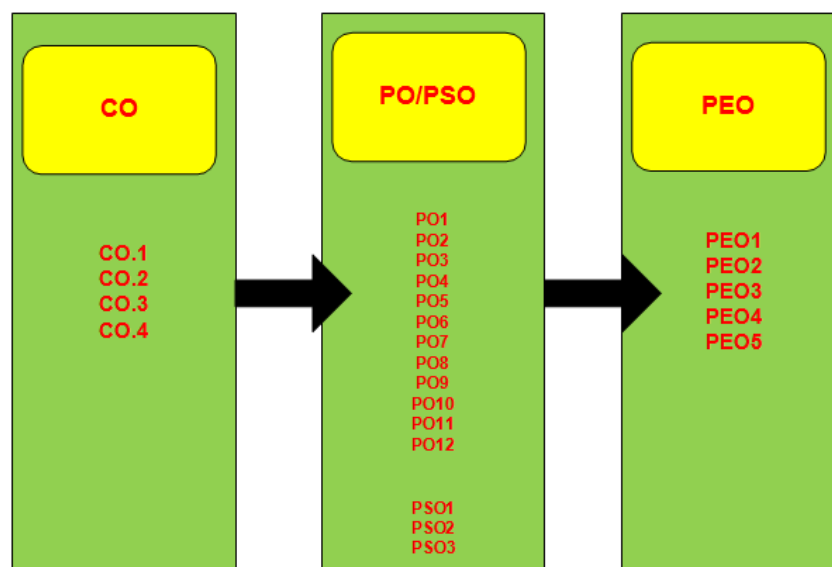 CO
CO.1
CO.2
CO.3
CO.4
PO/PSO
PO1
PO2
PO3
PO4
PO5
PO6
PO7
PO8
PO9
PO10
PO11
PO12
PSO1
PSO2
PSO3
PEO
PEO1
PEO2
PEO3
PEO4
PEO5